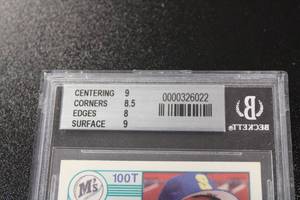 CENTERING 9
CORNERS 8.5
EDGES 8
SURFACE 9
0000326022
BECKETT
M's
100T
S